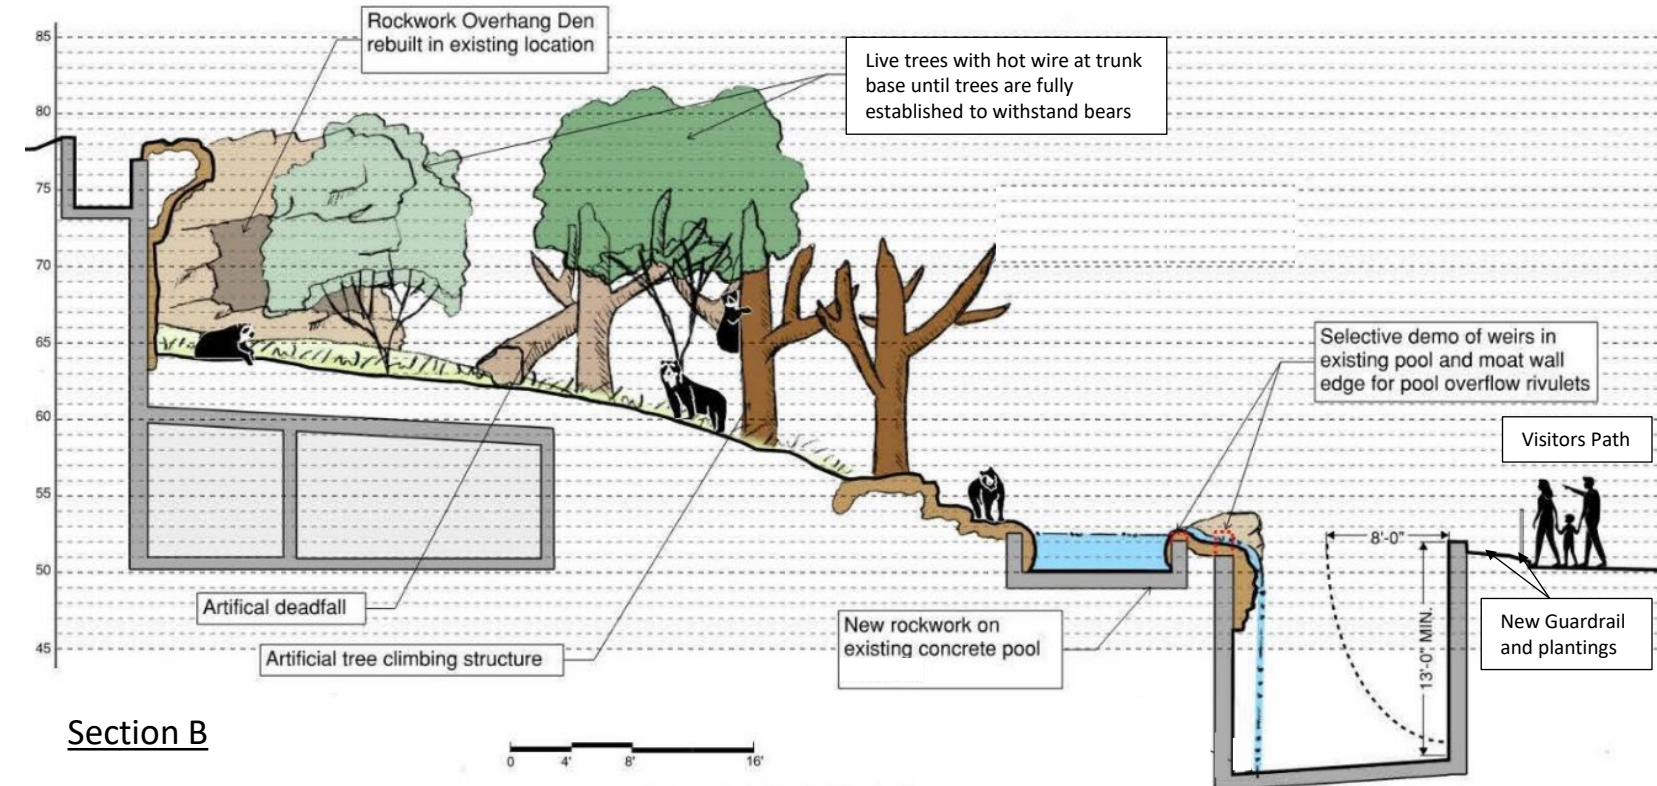 Rockwork Overhang Den
rebuilt in existing location
Live trees with hot wire at trunk
base until trees are fully
established to withstand bears
85
80
75
70
65
60
55
50
45
Selective demo of weirs in
existing pool and moat wall
edge for pool overflow rivulets
Visitors Path
8'-0"
13'-0" MIN.
New Guardrail
and plantings
Artifical deadfall
Artificial tree climbing structure
New rockwork on
existing concrete pool
Section B
0 4' 8' 16'